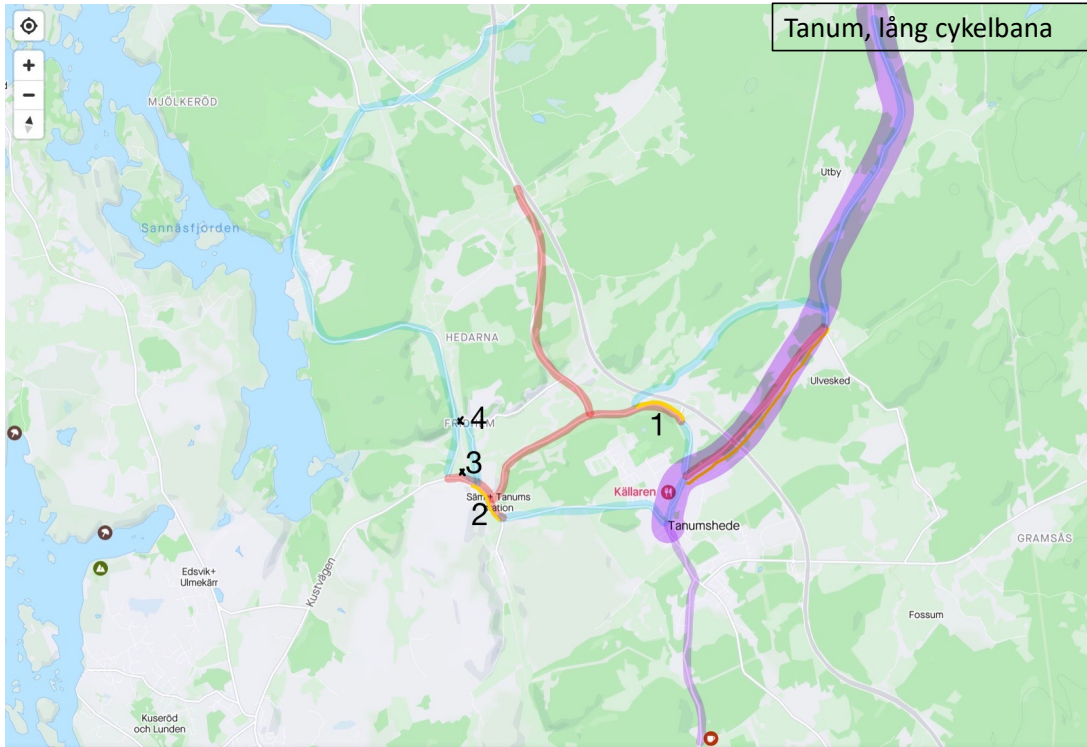 Tanum, lång cykelbana
MJÖLKERÖD
Utby
Sannäsfjorden
HEDARNA
Ulvesked
4
1
3
Källaren
2
Tanumshede
GRAMSÅS
Edsvik+
Ulmekärr
Kustvägen
Fossum
Kuseröd
och Lunden